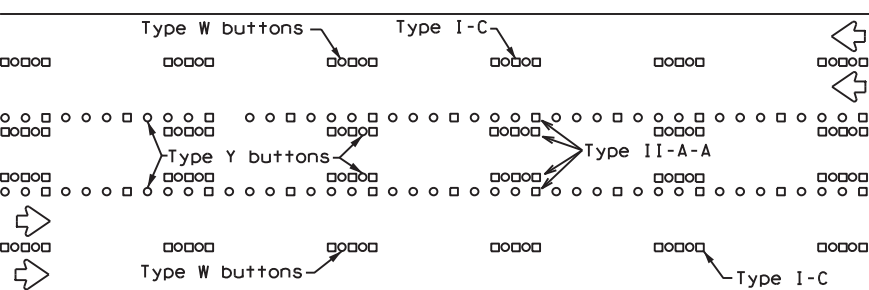 Type W buttons
Type I-C
Type Y buttons
Type II-A-A
Type W buttons
Type I-C